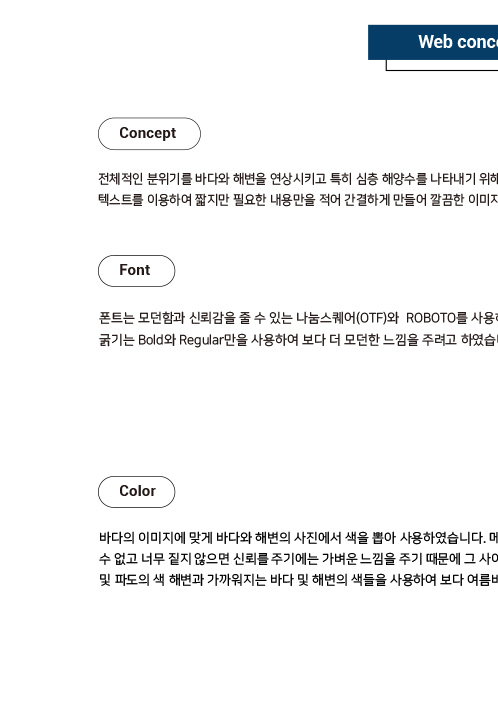 Web conc
Concept
전체적인 분위기를 바다와 해변을 연상시키고 특히 심층 해양수를 나타내기 위해
텍스트를 이용하여 짧지만 필요한 내용만을 적어 간결하게 만들어 깔끔한 이미지
Font
폰트는 모던함과 신뢰감을 줄 수 있는 나눔스퀘어(OTF)와 ROBOTO를 사용
굵기는 Bold와 Regular만을 사용하여 보다 더 모던한 느낌을 주려고 하였습
Color
바다의 이미지에 맞게 바다와 해변의 사진에서 색을 뽑아 사용하였습니다. 메
수 없고 너무 짙지 않으면 신뢰를 주기에는 가벼운 느낌을 주기 때문에 그 사이
및 파도의 색 해변과 가까워지는 바다 및 해변의 색들을 사용하여 보다 여름